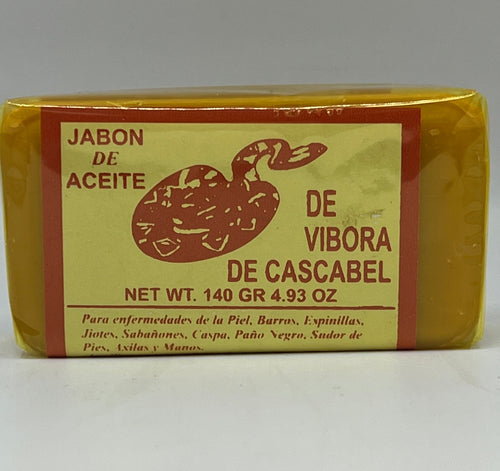 JABON
DE
ACEITE
DE
VIBORA
DE CASCABEL
NET WT. 140 GR 4.93 OZ
Para enfermedades de la Piel, Barros, Espinillas,
Jiotes, Sabañones, Caspa, Paño Negro, Sudor de
Pies, Axilas y Manos.